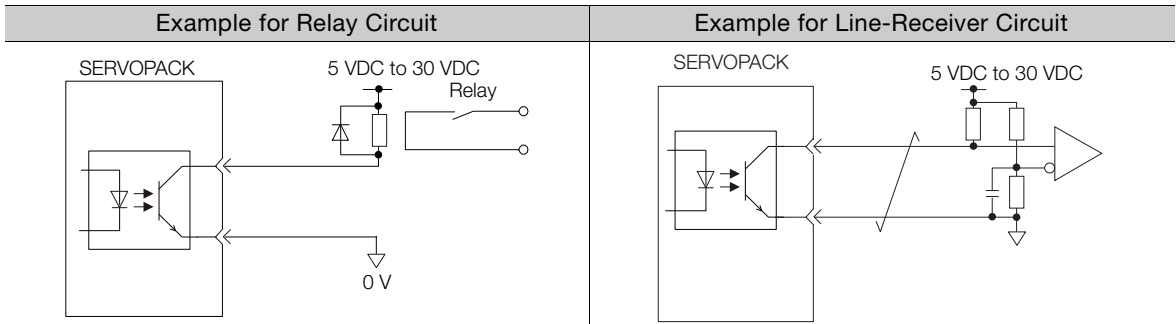 Example for Relay Circuit
Example for Line-Receiver Circuit
SERVOPACK
5 VDC to 30 VDC
Relay
0 V
SERVOPACK
5 VDC to 30 VDC